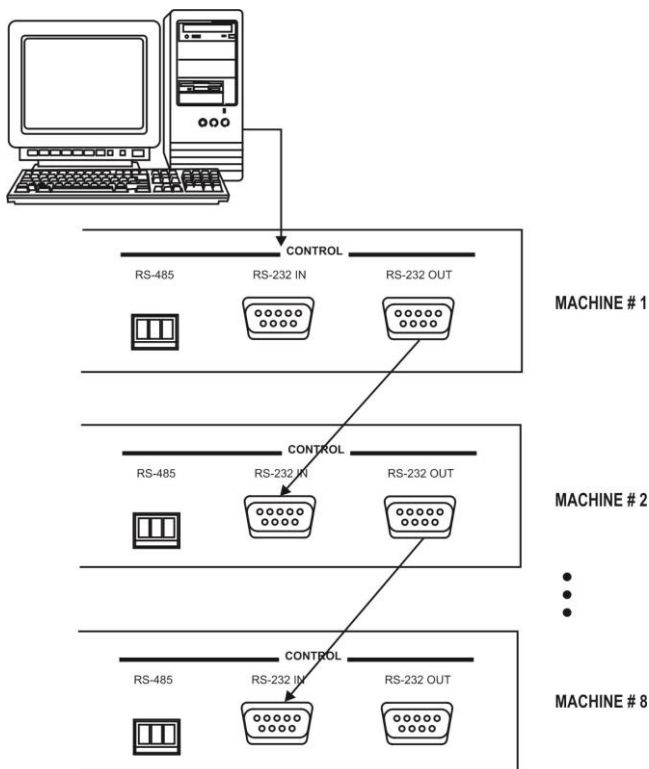 CONTROL
RS-485 RS-232 IN RS-232 OUT
MACHINE # 1
CONTROL
RS-485 RS-232 IN RS-232 OUT
MACHINE # 2
CONTROL
RS-485 RS-232 IN RS-232 OUT
MACHINE # 8